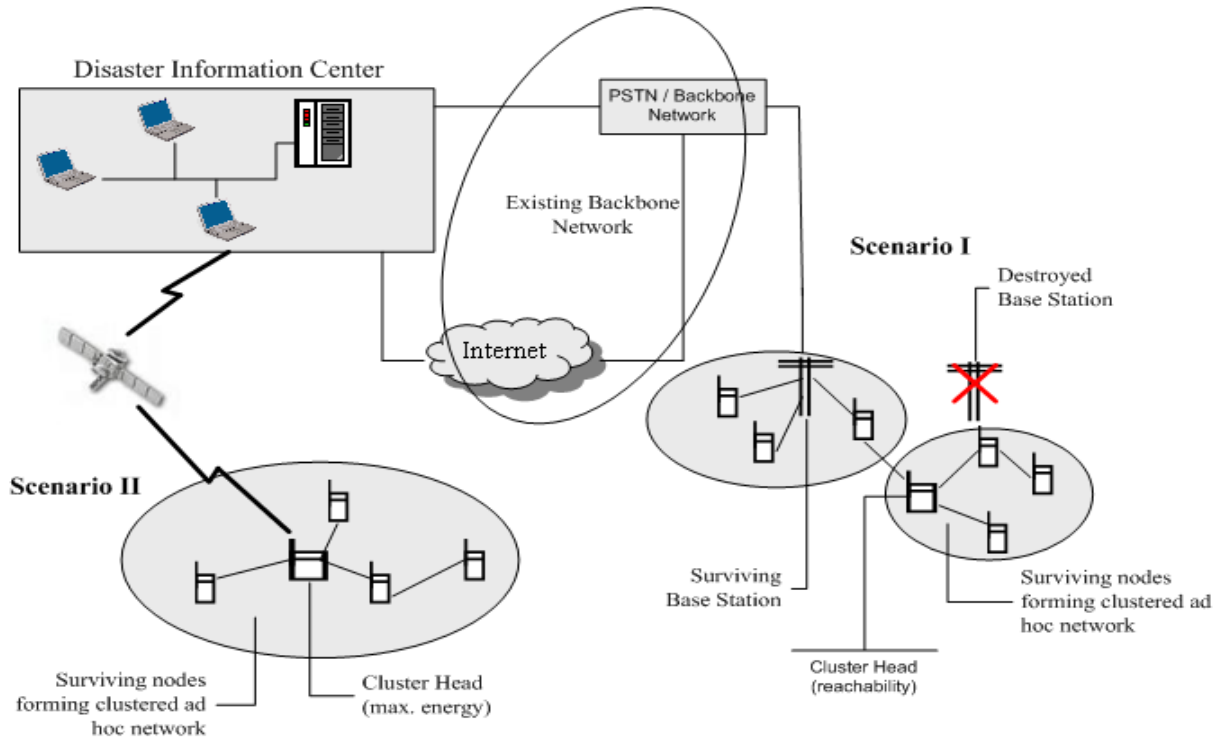 Disaster Information Center
PSTN / Backbone
Network
Existing Backbone
Network
Scenario I
Destroyed
Base Station
Internet
Scenario II
Surviving
Base Station
Surviving nodes
forming clustered ad
hoc network
Cluster Head
(reachability)
Surviving nodes
forming clustered ad
hoc network
Cluster Head
(max. energy)